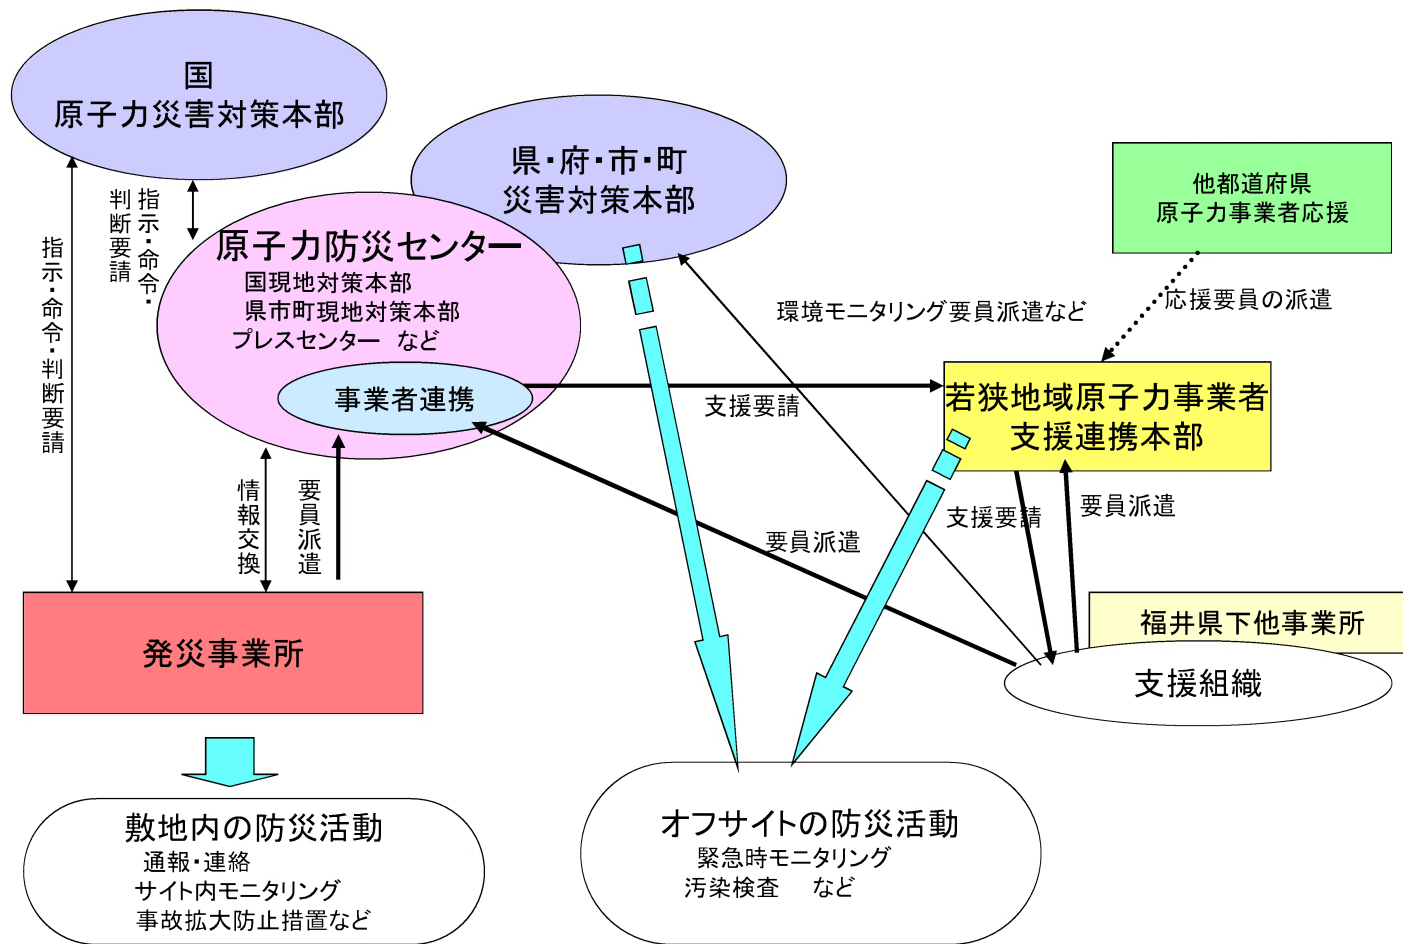 国
原子力災害対策本部
県・府・市・町
災害対策本部
他都道府県
原子力事業者応援
指示・命令・
判断要請
指示・命令・判断要請
原子力防災センター
国現地対策本部
県市町現地対策本部
プレスセンター など
事業者連携
環境モニタリング要員派遣など
応援要員の派遣
支援要請
若狭地域原子力事業者
支援連携本部
情報交換
要員派遣
要員派遣
支援要請
要員派遣
発災事業所
福井県下他事業所
支援組織
敷地内の防災活動
通報・連絡
サイト内モニタリング
事故拡大防止措置など
オフサイトの防災活動
緊急時モニタリング
汚染検査 など